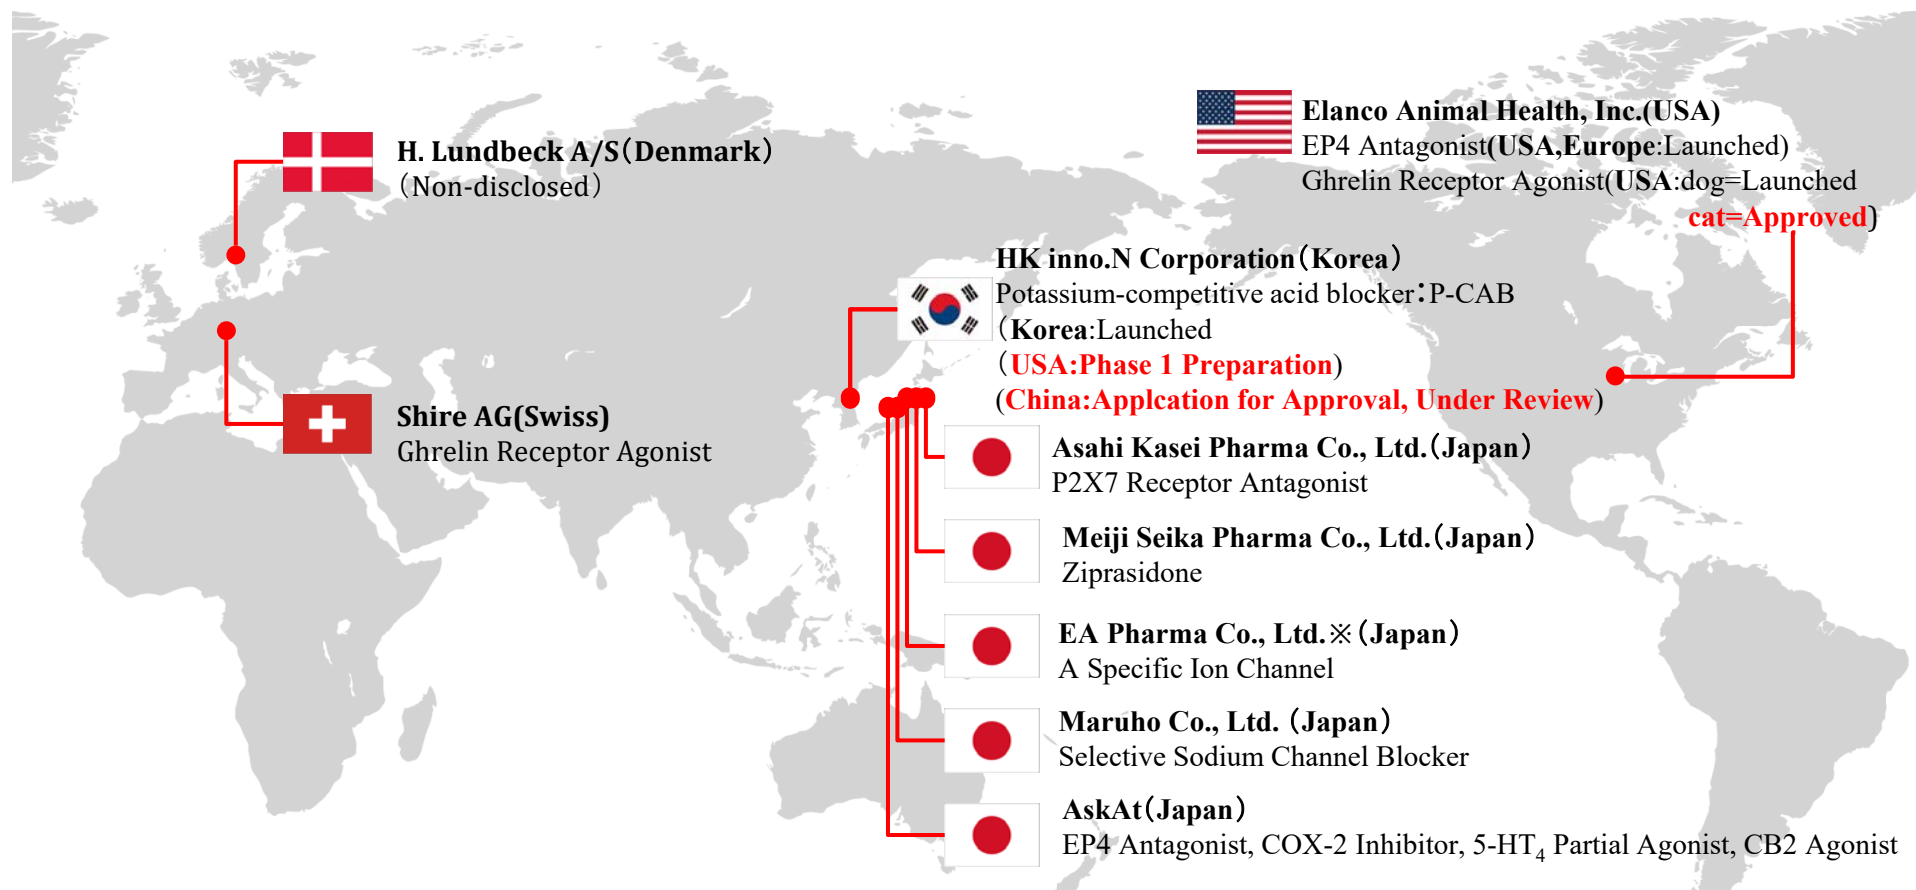 H. Lundbeck A/S（Denmark）
（Non-disclosed）
Shire AG(Swiss)
Ghrelin Receptor Agonist
Elanco Animal Health, Inc.(USA)
EP4 Antagonist(USA,Europe:Launched)
Ghrelin Receptor Agonist(USA:dog=Launched
cat=Approved)
HK inno.N Corporation（Korea）
Potassium-competitive acid blocker：P-CAB
（Korea:Launched
（USA:Phase 1 Preparation)
(China:Applcation for Approval, Under Review)
Asahi Kasei Pharma Co., Ltd.（Japan）
P2X7 Receptor Antagonist
Meiji Seika Pharma Co., Ltd.（Japan）
Ziprasidone
EA Pharma Co., Ltd.※（Japan）
A Specific Ion Channel
Maruho Co., Ltd.（Japan）
Selective Sodium Channel Blocker
AskAt（Japan）
EP4 Antagonist, COX-2 Inhibitor, 5-HT₄ Partial Agonist, CB2 Agonist